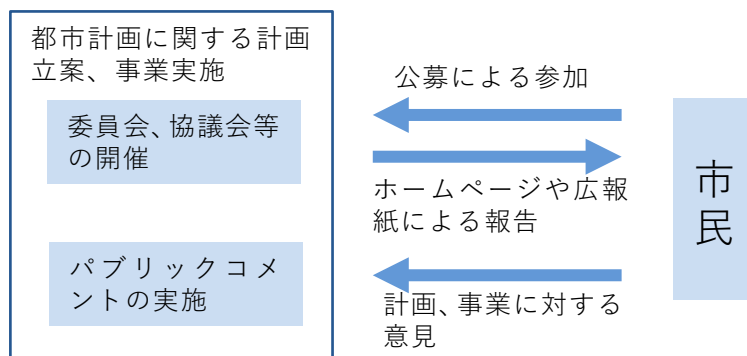 都市計画に関する計画
立案、事業実施
委員会、協議会等
の開催
パブリックコメ
ントの実施
公募による参加
ホームページや広報
紙による報告
計画、事業に対する
意見
市民